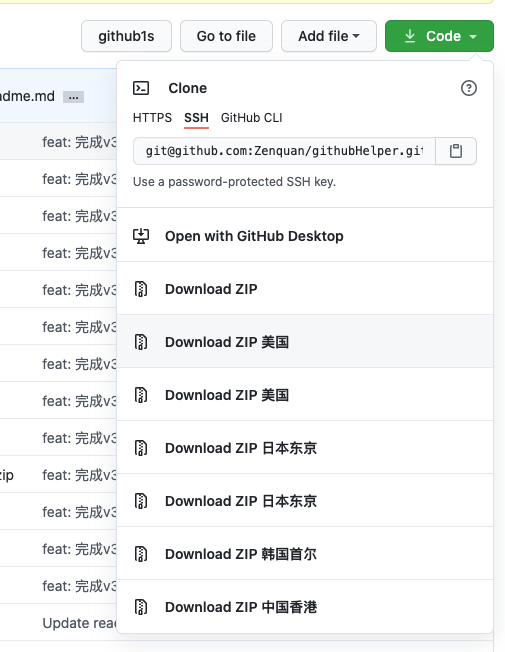 github1s
Go to file
Add file
Code
dme.md ...
Clone
HTTPS SSH GitHub CLI
git@github.com:Zenquan/githubHelper.git
Use a password-protected SSH key.
Open with GitHub Desktop
Download ZIP
Download ZIP 美国
Download ZIP 美国
Download ZIP 日本东京
Download ZIP 日本东京
Download ZIP 韩国首尔
Download ZIP 中国香港
feat: 完成v3
feat: 完成v3
feat: 完成v3
feat: 完成v3
feat: 完成v3
feat: 完成v3
feat: 完成v3
feat: 完成v3
feat: 完成v3
zip feat: 完成v3
feat: 完成v3
feat: 完成v3
feat: 完成v3
Update read